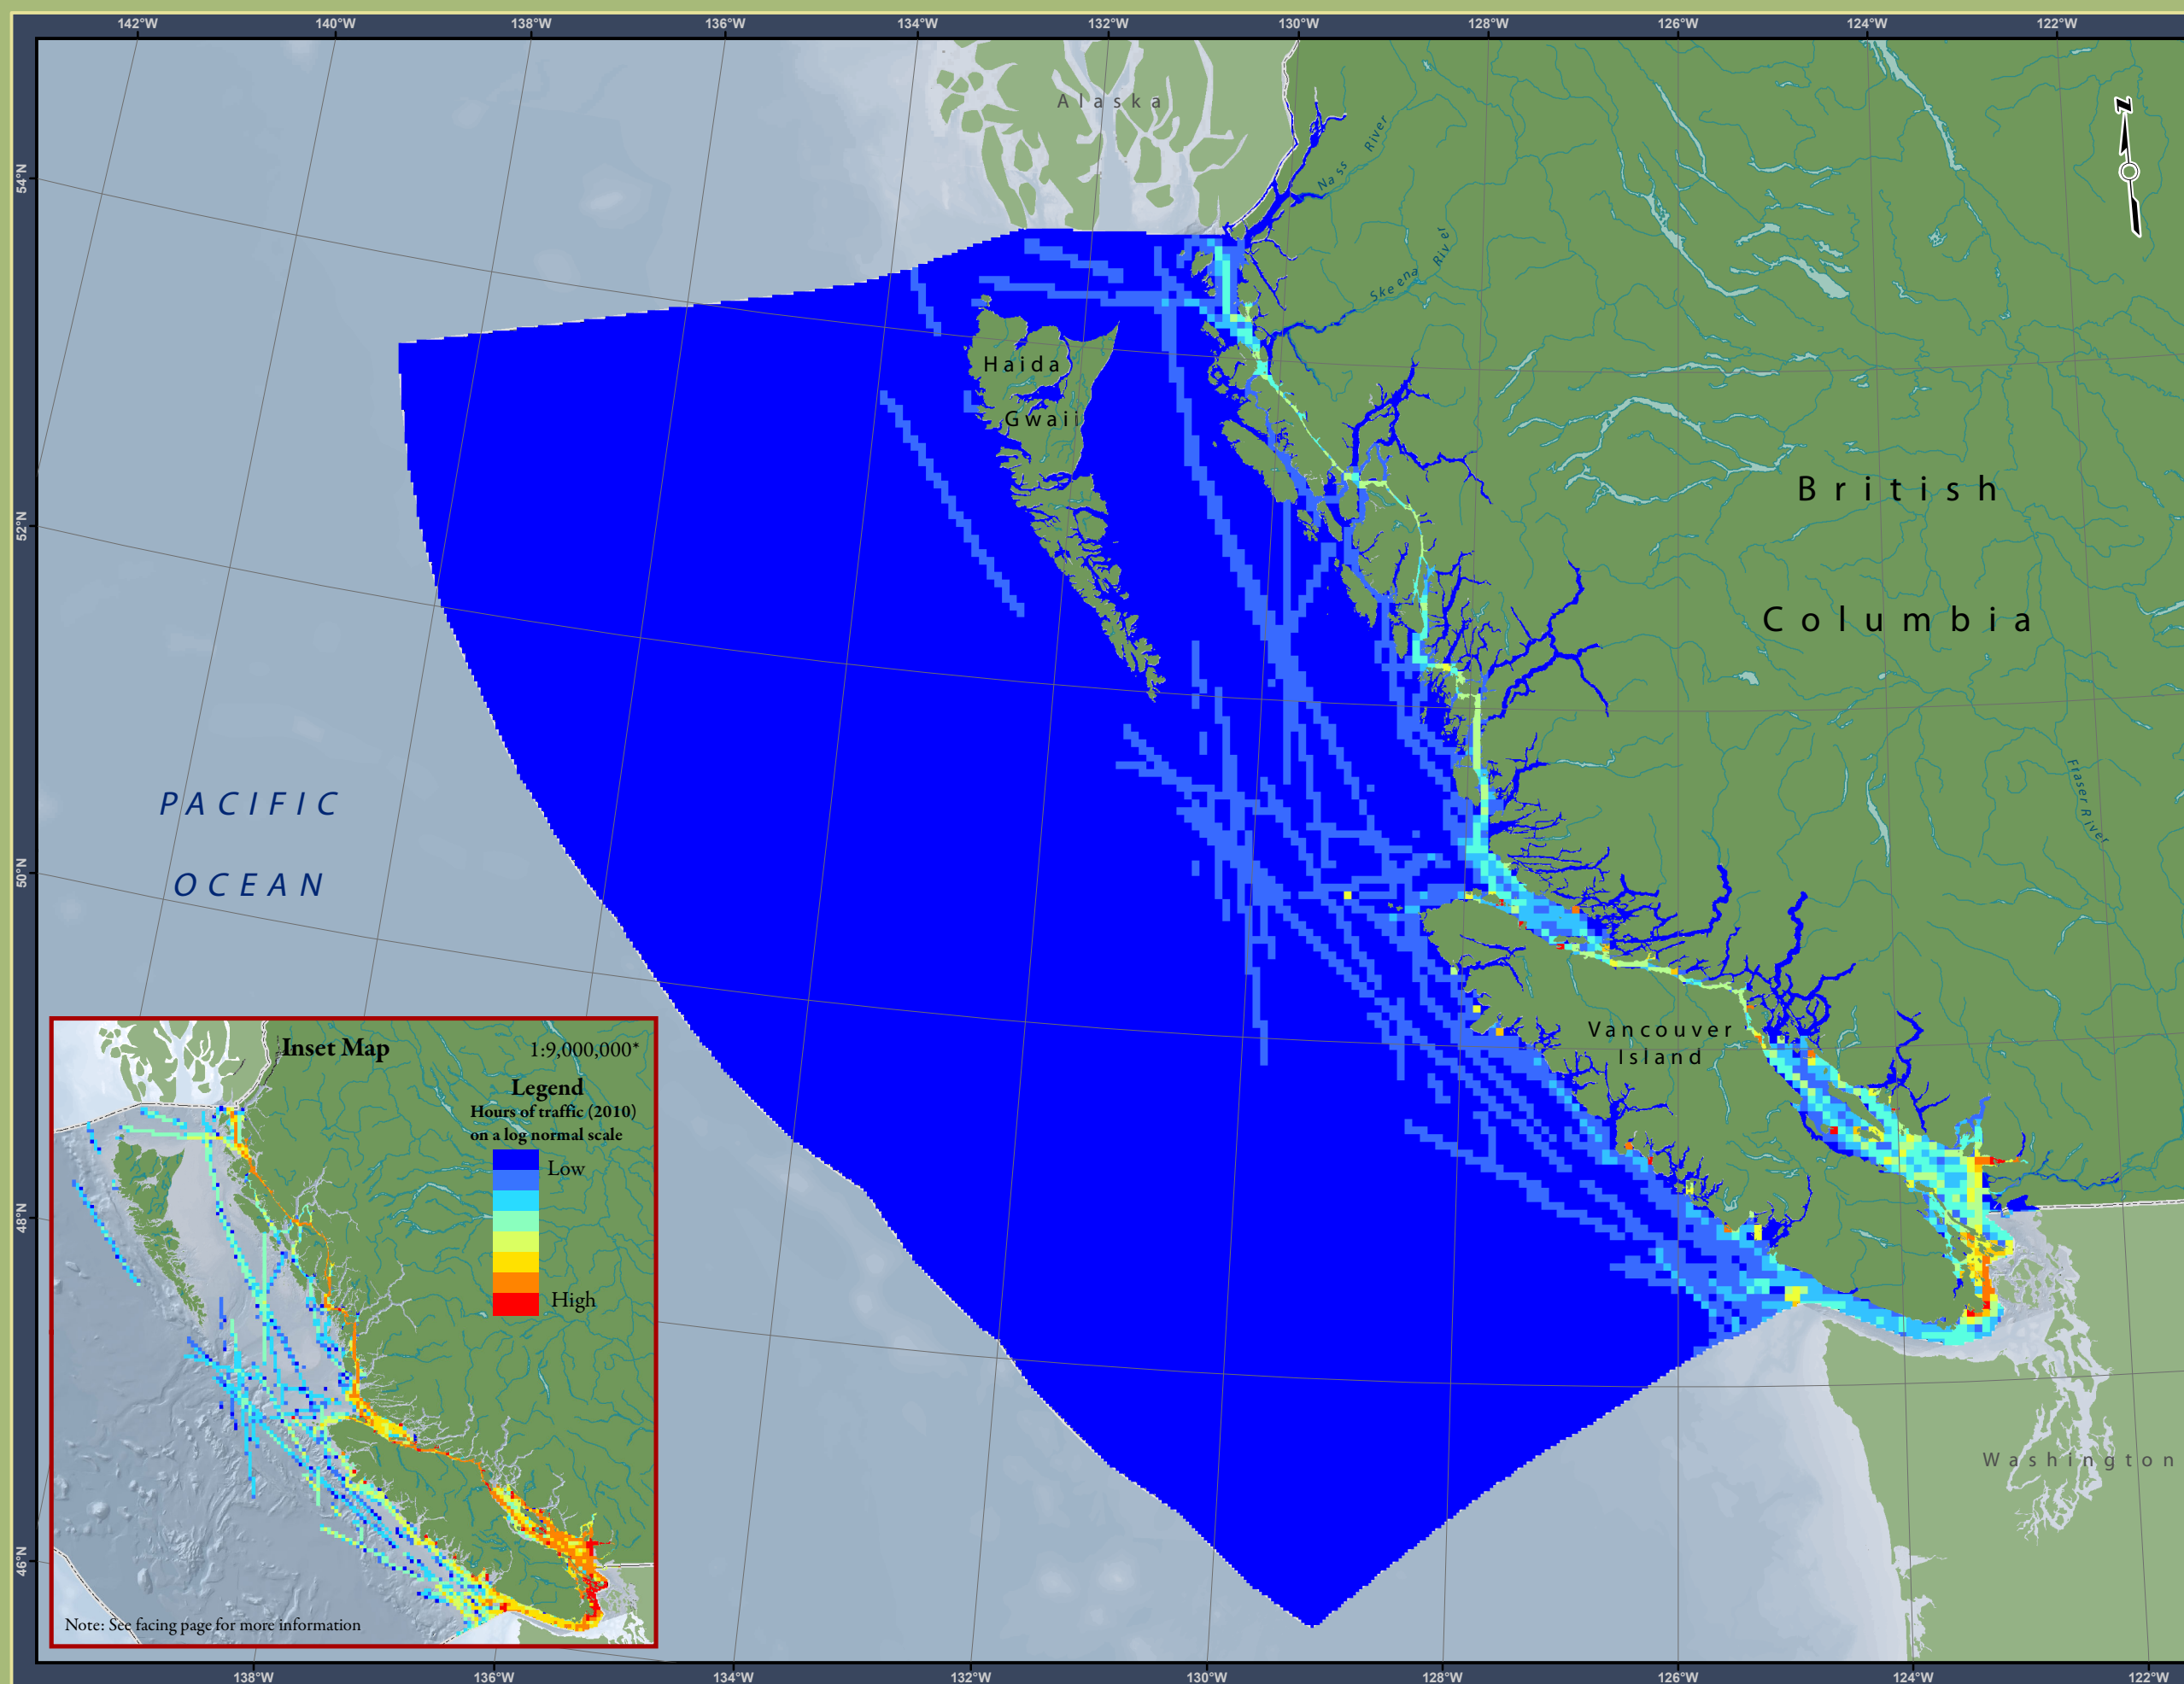 142°W 140°W 138°W 136°W 134°W 132°W 130°W 128°W 126°W 124°W 122°W
N
Alaska
Nass River
54°N
Skeena River
Haida
Gwaii
British
52°N
Columbia
PACIFIC
Fraser River
OCEAN
50°N
Vancouver
Island
Inset Map
1:9,000,000*
Legend
Hours of traffic (2010)
on a log normal scale
Low
High
48°N
Washington
46°N
Note: See facing page for more information
138°W 136°W 134°W 132°W 130°W 128°W 126°W 124°W 122°W